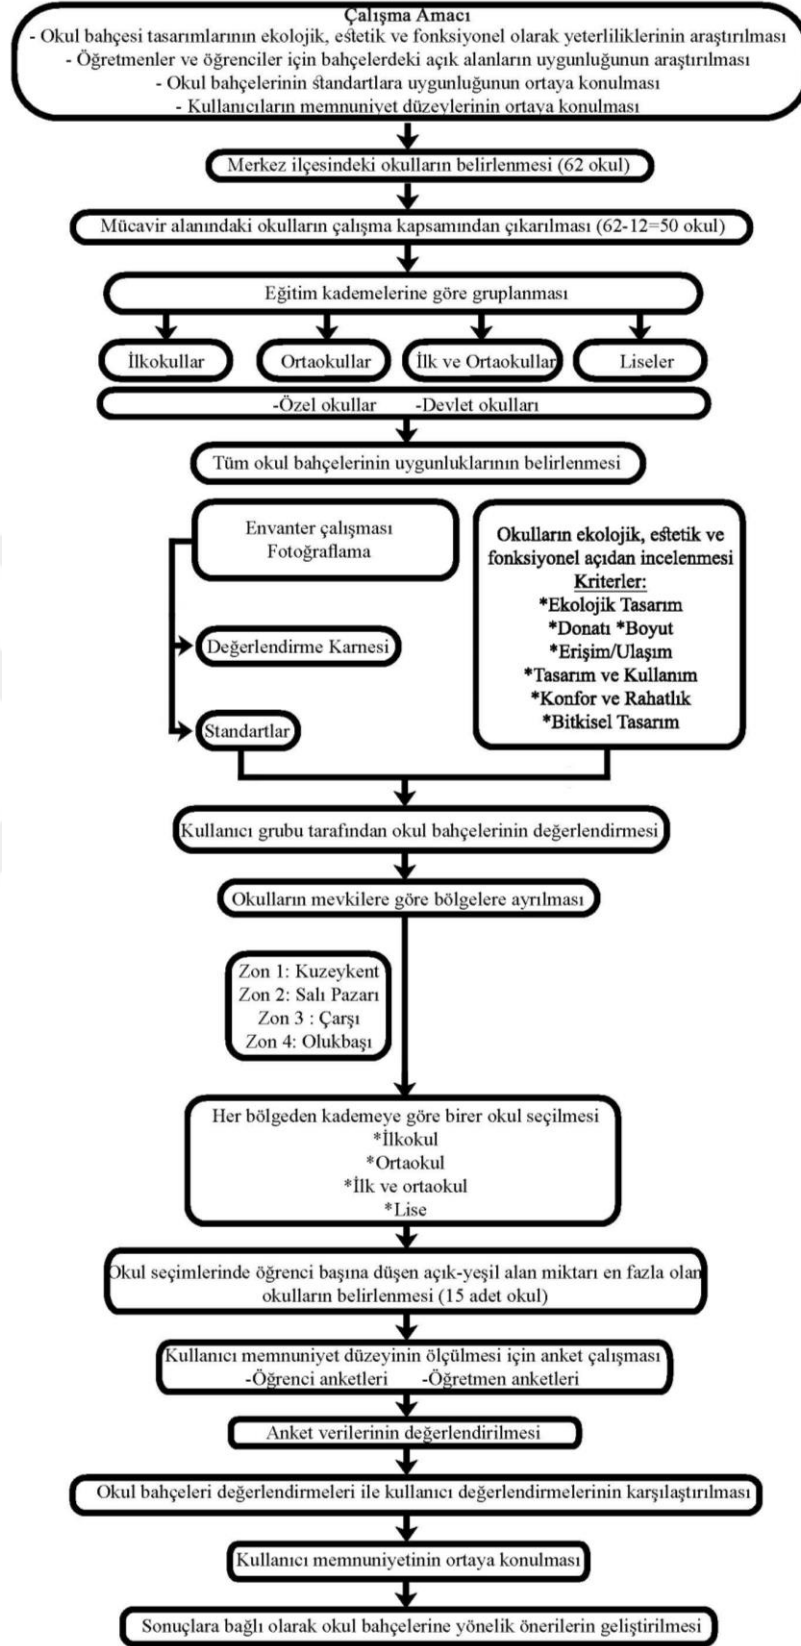 Çalışma Amacı
- Okul bahçesi tasarımlarının ekolojik, estetik ve fonksiyonel olarak yeterliliklerinin araştırılması
- Öğretmenler ve öğrenciler için bahçelerdeki açık alanların uygunluğunun araştırılması
- Okul bahçelerinin standartlara uygunluğunun ortaya konulması
- Kullanıcıların memnuniyet düzeylerinin ortaya konulması
Merkez ilçesindeki okulların belirlenmesi (62 okul)
Mücavir alanındaki okulların çalışma kapsamından çıkarılması (62-12=50 okul)
Eğitim kademelerine göre gruplanması
İlkokullar
Ortaokullar
İlk ve Ortaokullar
Liseler
-Özel okullar -Devlet okulları
Tüm okul bahçelerinin uygunluklarının belirlenmesi
Envanter çalışması
Fotoğraflama
Değerlendirme Karnesi
Standartlar
Okulların ekolojik, estetik ve
fonksiyonel açıdan incelenmesi
Kriterler:
*Ekolojik Tasarım
*Donatı *Boyut
*Erişim/Ulaşım
*Tasarım ve Kullanım
*Konfor ve Rahatlık
*Bitkisel Tasarım
Kullanıcı grubu tarafından okul bahçelerinin değerlendirmesi
Okulların mevkilere göre bölgelere ayrılması
Zon 1: Kuzeykent
Zon 2: Salı Pazarı
Zon 3 : Çarşı
Zon 4: Olukbaşı
Her bölgeden kademeye göre birer okul seçilmesi
*İlkokul
*Ortaokul
*İlk ve ortaokul
*Lise
Okul seçimlerinde öğrenci başına düşen açık-yeşil alan miktarı en fazla olan
okulların belirlenmesi (15 adet okul)
Kullanıcı memnuniyet düzeyinin ölçülmesi için anket çalışması
-Öğrenci anketleri -Öğretmen anketleri
Anket verilerinin değerlendirilmesi
Okul bahçeleri değerlendirmeleri ile kullanıcı değerlendirmelerinin karşılaştırılması
Kullanıcı memnuniyetinin ortaya konulması
Sonuçlara bağlı olarak okul bahçelerine yönelik önerilerin geliştirilmesi